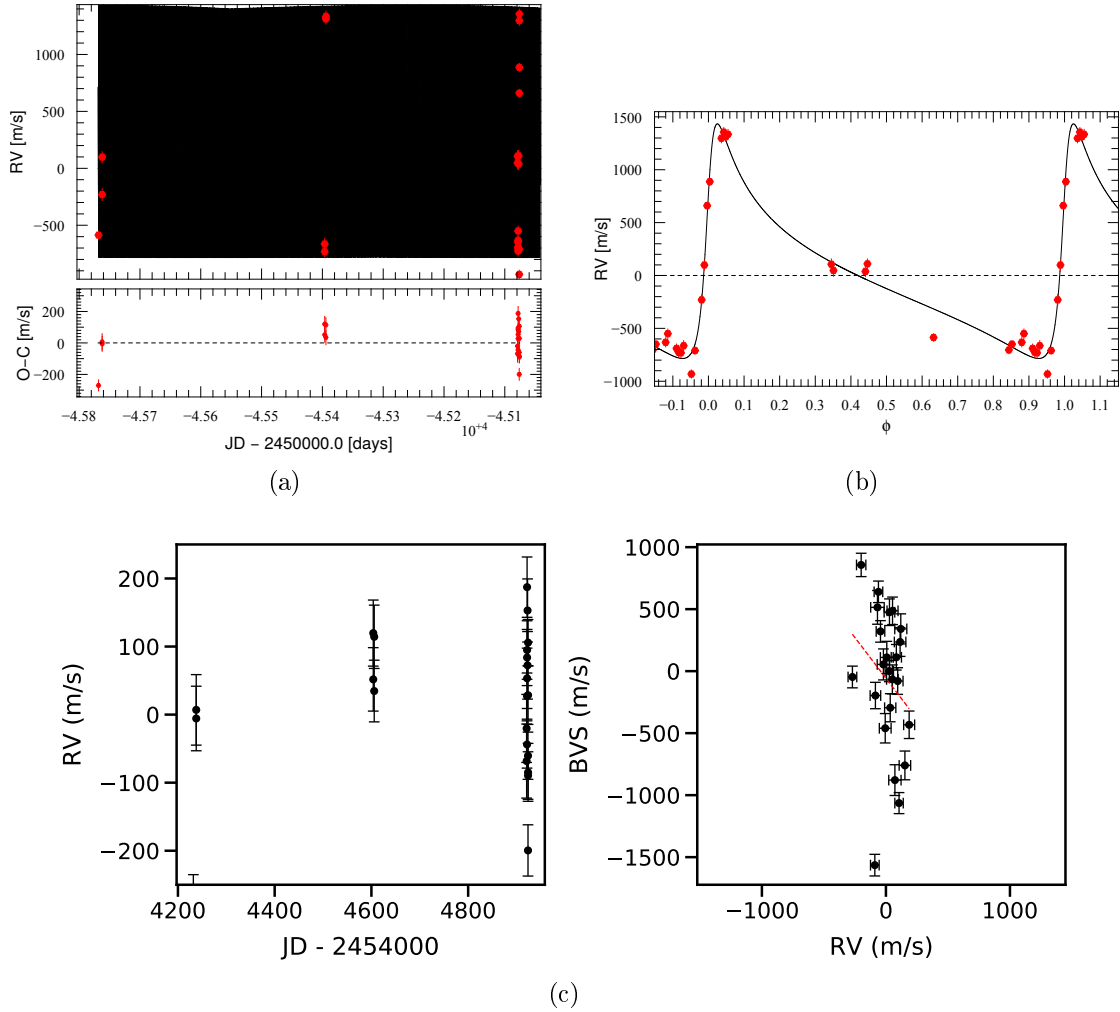 1000
500
0
−500
RV [m/s]
200
0
−200
O−C [m/s]
−4.58 −4.57 −4.56 −4.55 −4.54 −4.53 −4.52 −4.51
10+4
JD − 2450000.0 [days]
(a)
1500
1000
500
0
−500
−1000
RV [m/s]
−0.1 0.0 0.1 0.2 0.3 0.4 0.5 0.6 0.7 0.8 0.9 1.0 1.1
ϕ
(b)
200
100
0
−100
−200
RV (m/s)
4200 4400 4600 4800
JD - 2454000
1000
500
0
−500
−1000
−1500
BVS (m/s)
−1000 0 1000
RV (m/s)
(c)